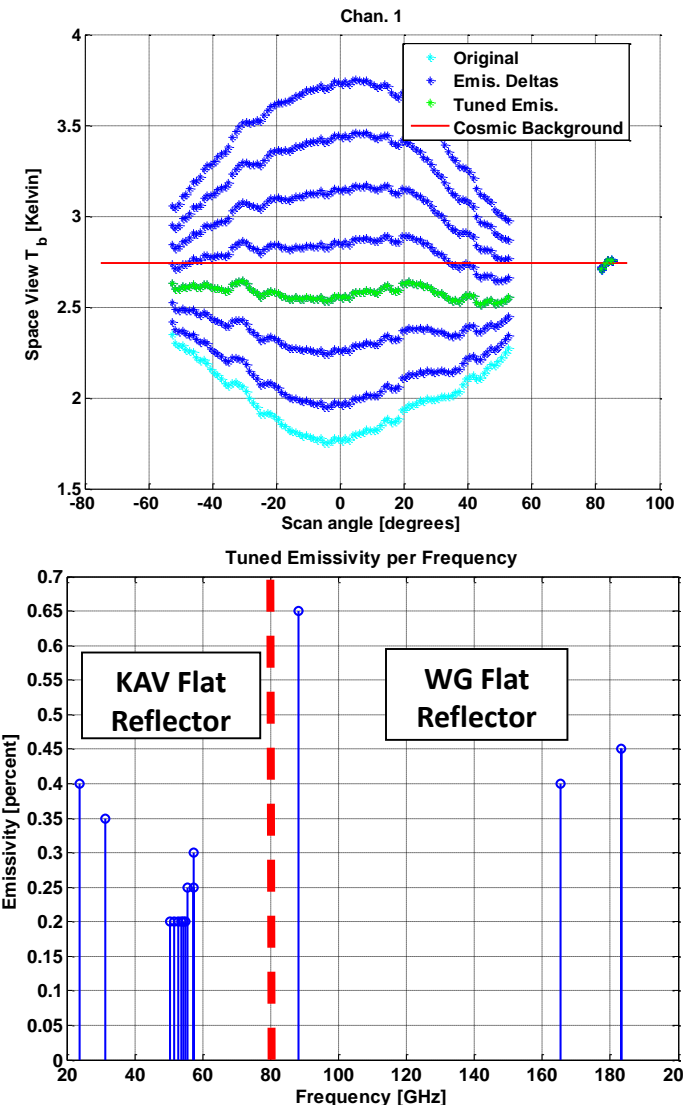 Chan. 1
4
3.5
3
2.5
2
1.5
Space View T_b [Kelvin]
Original
Emis. Deltas
Tuned Emis.
Cosmic Background
-80 -60 -40 -20 0 20 40 60 80 100
Scan angle [degrees]
Tuned Emissivity per Frequency
0.7
0.65
0.6
0.55
0.5
0.45
0.4
0.35
0.3
0.25
0.2
0.15
0.1
0.05
0
Emissivity [percent]
KAV Flat
Reflector
WG Flat
Reflector
20 40 60 80 100 120 140 160 180 20
Frequency [GHz]